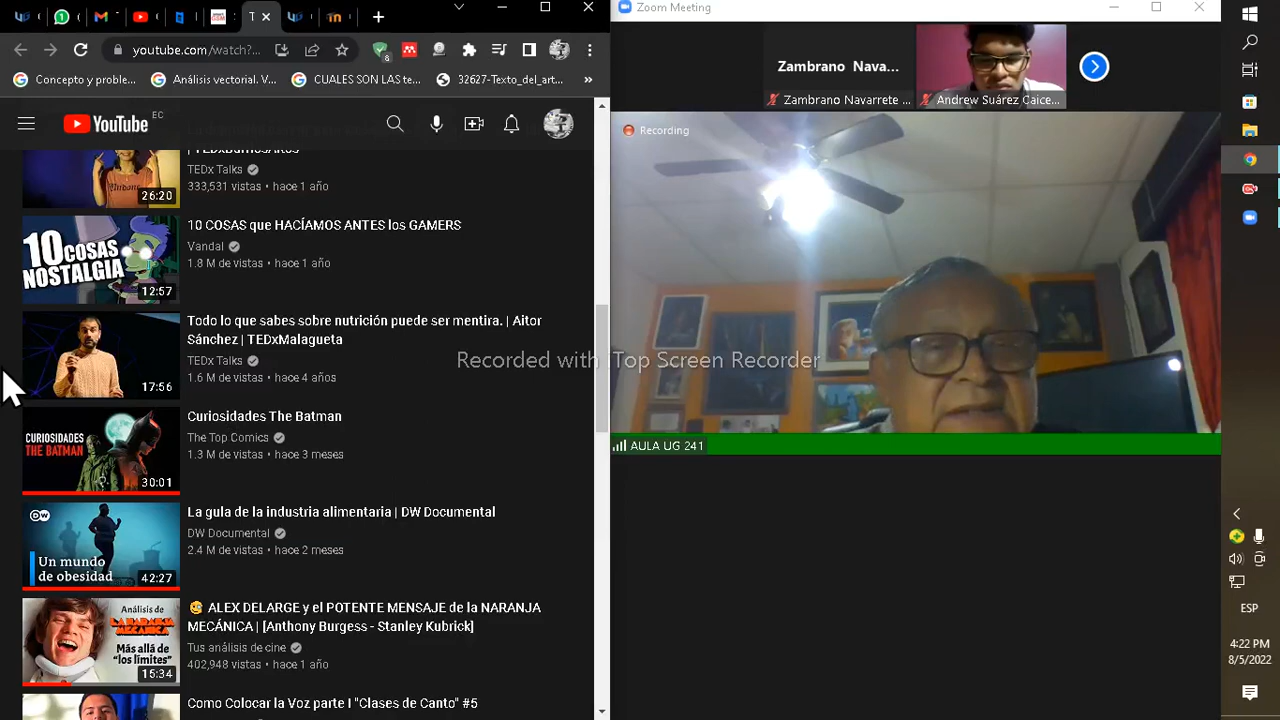 T
youtube.com/watch?...
8
Concepto y proble...
Análisis vectorial. V...
CUALES SON LAS te...
32627-Texto_del_art...
»
YouTube
EC
| TEDxBarriosAltos
TEDx Talks
333,531 vistas • hace 1 año
26:20
10 COSAS
NOSTALGIA
12:57
10 COSAS que HACÍAMOS ANTES los GAMERS
Vandal
1.8 M de vistas • hace 1 año
17:56
Todo lo que sabes sobre nutrición puede ser mentira. | Aitor
Sánchez | TEDxMalagueta
TEDx Talks
1.6 M de vistas • hace 4 años
CURIOSIDADES
THE BATMAN
30:01
Curiosidades The Batman
The Top Comics
1.3 M de vistas • hace 3 meses
DW
Un mundo
de obesidad
42:27
La gula de la industria alimentaria | DW Documental
DW Documental
2.4 M de vistas • hace 2 meses
Análisis de
LA NARANJA
MECÁNICA
Más allá de
"los límites"
15:34
ALEX DELARGE y el POTENTE MENSAJE de la NARANJA
MECÁNICA | [Anthony Burgess - Stanley Kubrick]
Tus análisis de cine
402,948 vistas • hace 1 año
Como Colocar la Voz parte I "Clases de Canto" #5
Zoom Meeting
Zambrano Nava...
Zambrano Navarrete ...
Andrew Suárez Caice...
Recording
Recorded with iTop Screen Recorder
AULA UG 241
ESP
4:22 PM
8/5/2022